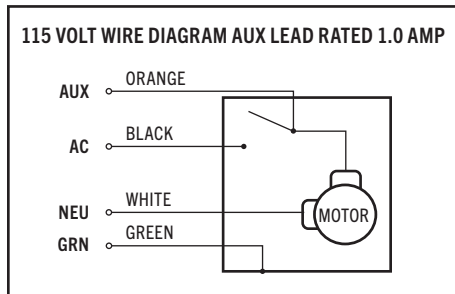 115 VOLT WIRE DIAGRAM AUX LEAD RATED 1.0 AMP
AUX ORANGE
AC BLACK
NEU WHITE
MOTOR
GRN GREEN